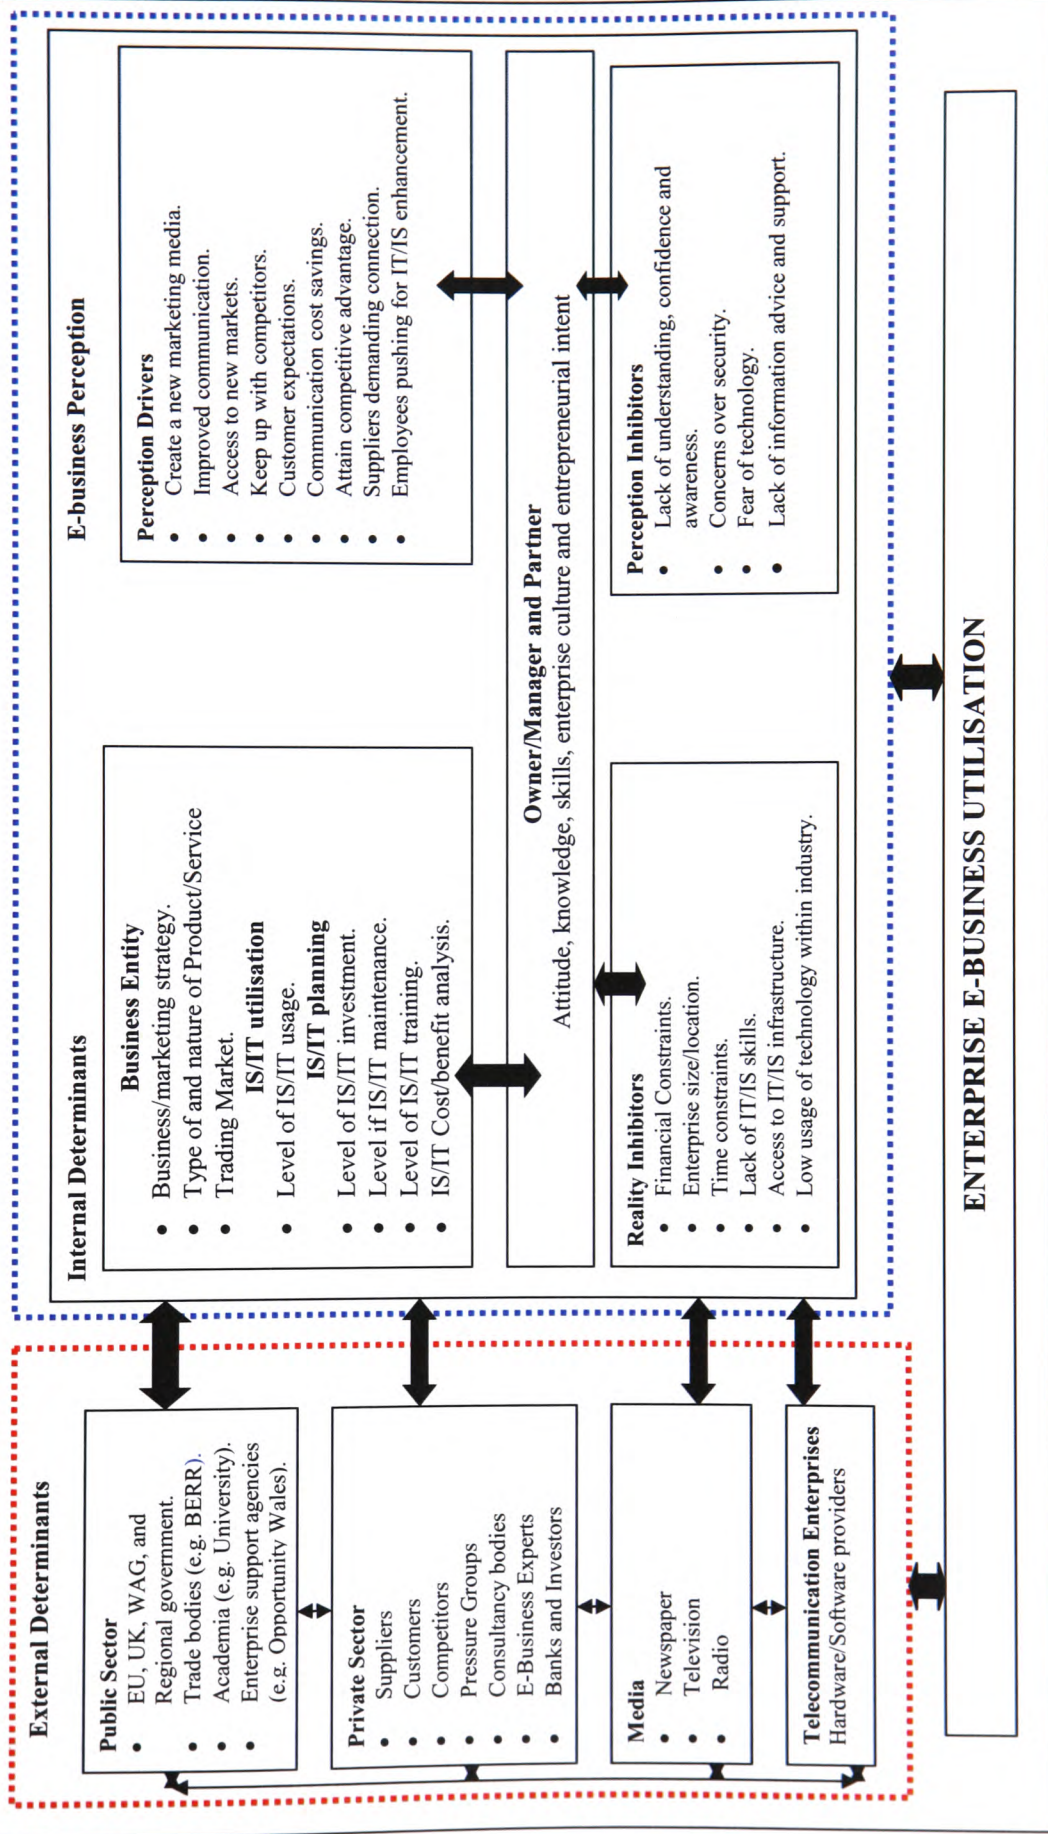 External Determinants
Public Sector
• EU, UK, WAG, and
Regional government.
• Trade bodies (e.g. BERR).
• Academia (e.g. University).
• Enterprise support agencies
(e.g. Opportunity Wales).
Private Sector
• Suppliers
• Customers
• Competitors
• Pressure Groups
• Consultancy bodies
• E-Business Experts
• Banks and Investors
Media
• Newspaper
• Television
• Radio
Telecommunication Enterprises
Hardware/Software providers
Internal Determinants
Business Entity
• Business/marketing strategy.
• Type of and nature of Product/Service
• Trading Market.
IS/IT utilisation
• Level of IS/IT usage.
IS/IT planning
• Level of IS/IT investment.
• Level if IS/IT maintenance.
• Level of IS/IT training.
• IS/IT Cost/benefit analysis.
E-business Perception
Perception Drivers
• Create a new marketing media.
• Improved communication.
• Access to new markets.
• Keep up with competitors.
• Customer expectations.
• Communication cost savings.
• Attain competitive advantage.
• Suppliers demanding connection.
• Employees pushing for IT/IS enhancement.
Owner/Manager and Partner
Attitude, knowledge, skills, enterprise culture and entrepreneurial intent
Reality Inhibitors
• Financial Constraints.
• Enterprise size/location.
• Time constraints.
• Lack of IT/IS skills.
• Access to IT/IS infrastructure.
• Low usage of technology within industry.
Perception Inhibitors
• Lack of understanding, confidence and
awareness.
• Concerns over security.
• Fear of technology.
• Lack of information advice and support.
ENTERPRISE E-BUSINESS UTILISATION